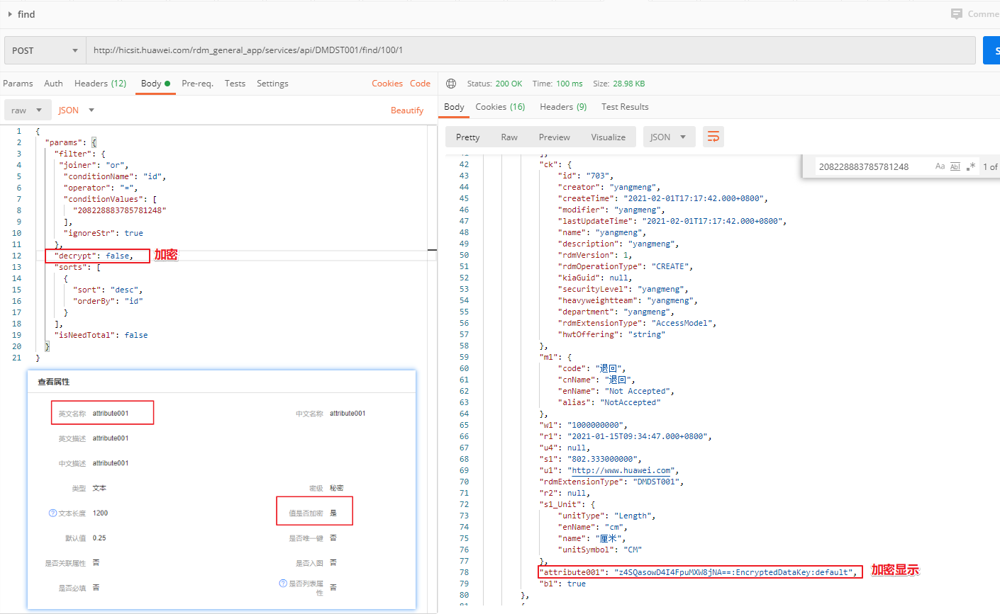 find
Comme
POST
http://hicsit.huawei.com/rdm_general_app/services/api/DMDST001/find/100/1
S
Params Auth Headers (12) Body Pre-req. Tests Settings Cookies Code
raw JSON Beautify
1 {
2 "params": {
3 "filter": {
4 "joiner": "or",
5 "conditionName": "id",
6 "operator": "=",
7 "conditionValues": [
8 "208228883785781248"
9 ],
10 "ignoreStr": true
11 },
12 "decrypt": false, 加密
13 "sorts": [
14 {
15 "sort": "desc",
16 "orderBy": "id"
17 }
18 ],
19 "isNeedTotal": false
20 }
21 }
查看属性
英文名称 attribute001 中文名称 attribute001
英文描述 attribute001
中文描述 attribute001
类型 文本 密级 秘密
文本长度 1200 值是否加密 是
默认值 0.25 是否唯一键 否
是否关联属性 否 是否入图 否
是否必填 否 是否列表属性 否
Status: 200 OK Time: 100 ms Size: 28.98 KB
Body Cookies (16) Headers (9) Test Results
Pretty Raw Preview Visualize JSON
208228883785781248 Aa Abl .* 1 of
41 ],
42 "ck": {
43 "id": "703",
44 "creator": "yangmeng",
45 "createTime": "2021-02-01T17:17:42.000+0800",
46 "modifier": "yangmeng",
47 "lastUpdateTime": "2021-02-01T17:17:42.000+0800",
48 "name": "yangmeng",
49 "description": "yangmeng",
50 "rdmVersion": 1,
51 "rdmOperationType": "CREATE",
52 "kiaGuid": null,
53 "securityLevel": "yangmeng",
54 "heavyweightteam": "yangmeng",
55 "department": "yangmeng",
56 "rdmExtensionType": "AccessModel",
57 "hwtOffering": "string"
58 },
59 "m1": {
60 "code": "退回",
61 "cnName": "退回",
62 "enName": "Not Accepted",
63 "alias": "NotAccepted"
64 },
65 "w1": "1000000000",
66 "r1": "2021-01-15T09:34:47.000+0800",
67 "u4": null,
68 "s1": "802.333000000",
69 "u1": "http://www.huawei.com",
70 "rdmExtensionType": "DMDST001",
71 "r2": null,
72 "s1_Unit": {
73 "unitType": "Length",
74 "enName": "cm",
75 "name": "厘米",
76 "unitSymbol": "CM"
77 },
78 "attribute001": "z4SQasowD4I4FpuMXW8jNA==:EncryptedDataKey:default", 加密显示
79 "b1": true
80 },
81 {